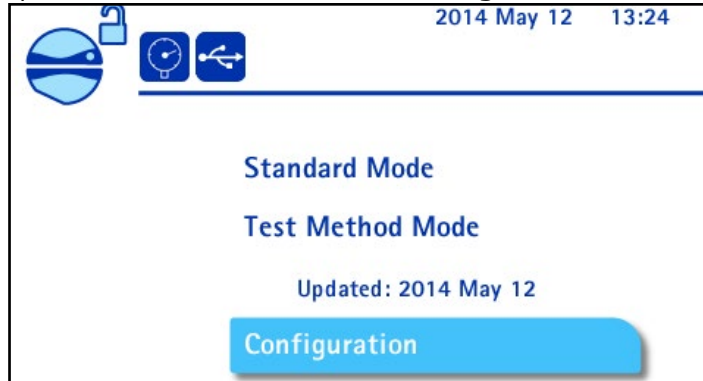 2014 May 12 13:24
Standard Mode
Test Method Mode
Updated: 2014 May 12
Configuration